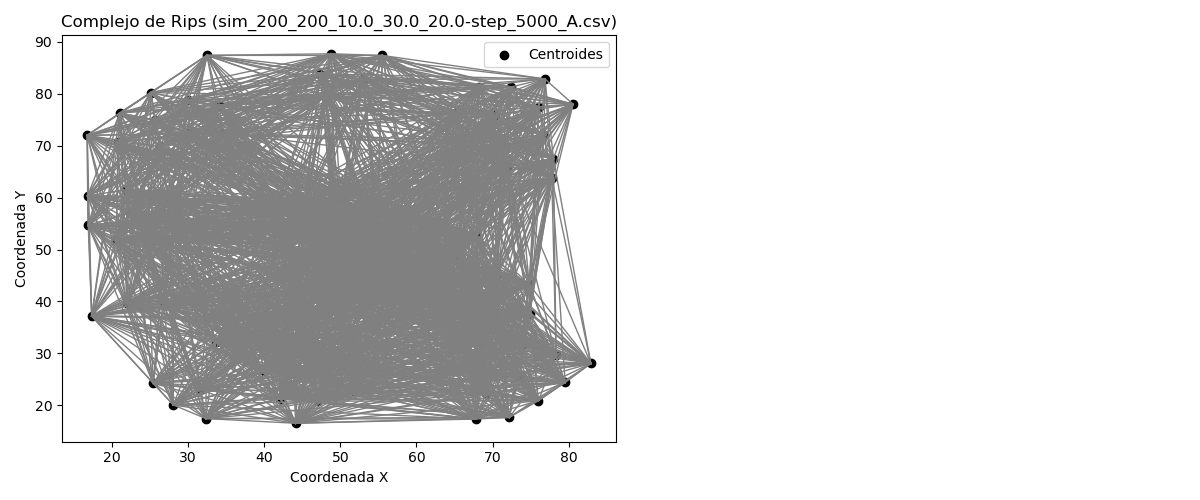 Complejo de Rips (sim_200_200_10.0_30.0_20.0-step_5000_A.csv)
Centroides
90
80
70
60
50
40
30
20
Coordenada Y
20 30 40 50 60 70 80
Coordenada X